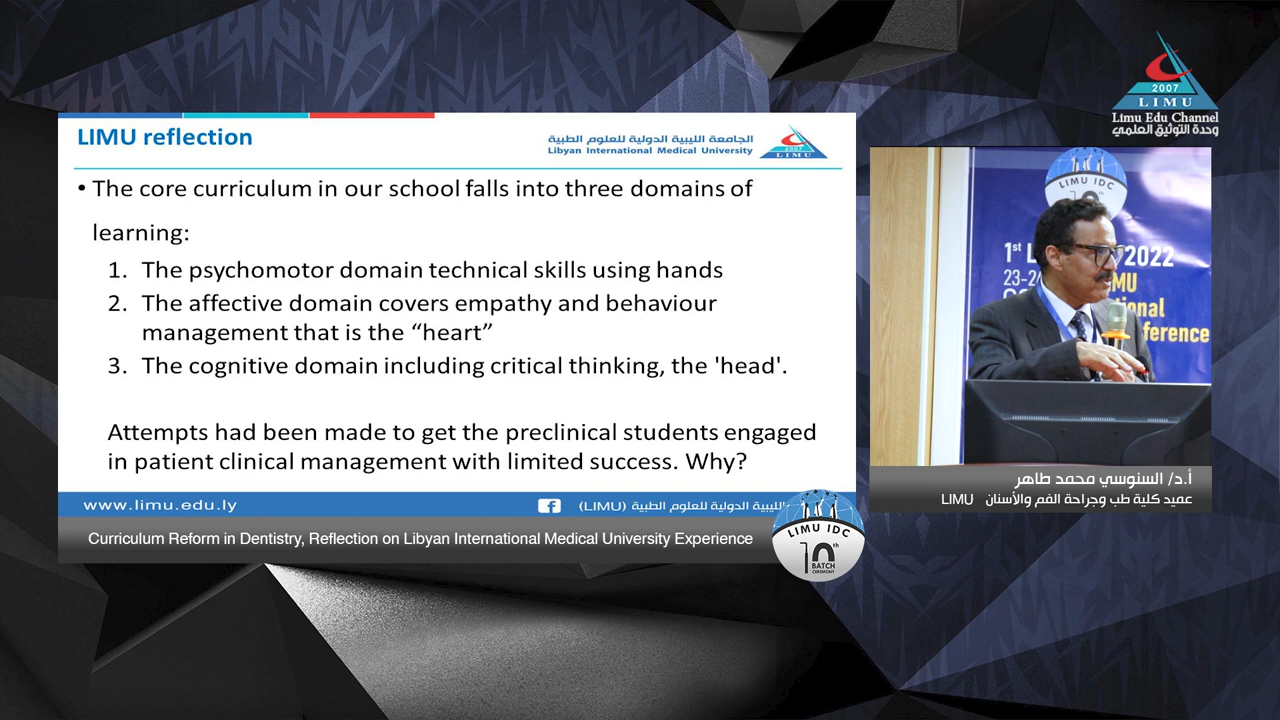 2007
LIMU
Limu Edu Channel
وحدة التوثيق العلمي
LIMU reflection
الجامعة الليبية الدولية للعلوم الطبية
Libyan International Medical University
2007
LIMU
• The core curriculum in our school falls into three domains of
learning:
1. The psychomotor domain technical skills using hands
2. The affective domain covers empathy and behaviour
management that is the “heart”
3. The cognitive domain including critical thinking, the 'head'.
Attempts had been made to get the preclinical students engaged
in patient clinical management with limited success. Why?
www.limu.edu.ly
الليبية الدولية للعلوم الطبية (LIMU)
Curriculum Reform in Dentistry, Reflection on Libyan International Medical University Experience
LIMU IDC
10th
BATCH
CEREMONY
LIMU IDC
1st L 2022
23-2
ference
أ.د/ السنوسي محمد طاهر
عميد كلية طب وجراحة الفم والأسنان LIMU